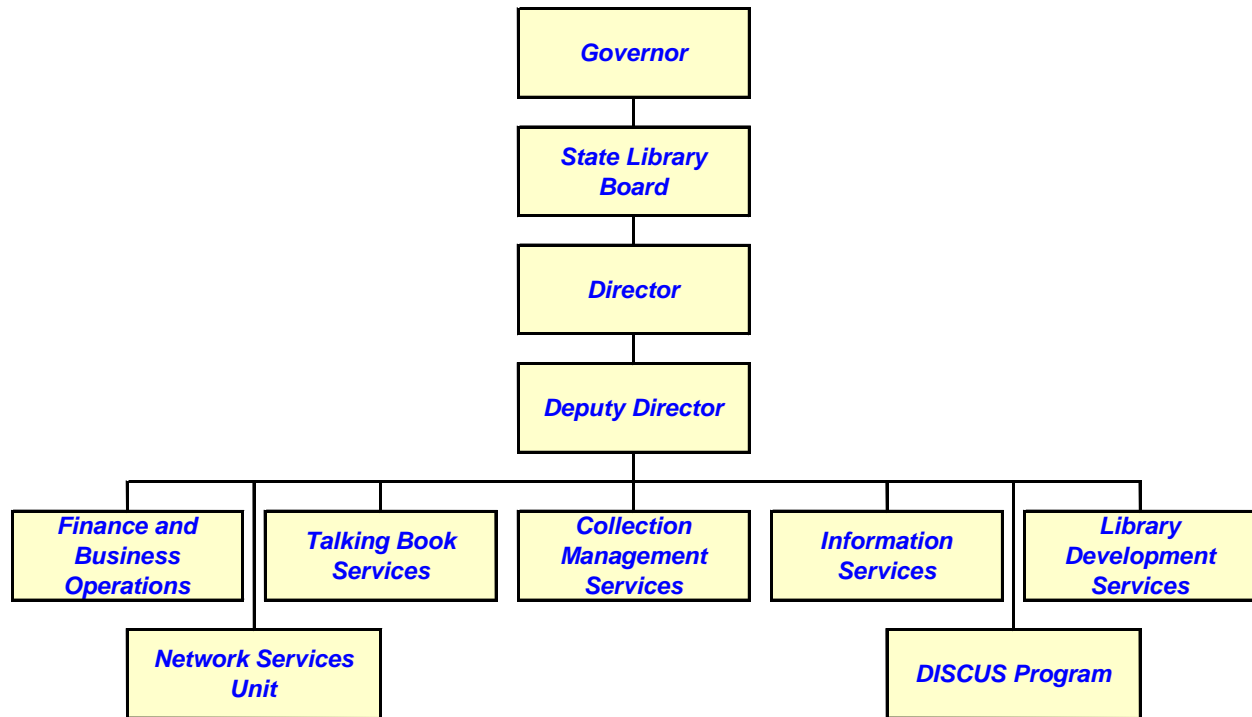 Governor
State Library
Board
Director
Deputy Director
Finance and
Business
Operations
Talking Book
Services
Collection
Management
Services
Information
Services
Library
Development
Services
Network Services
Unit
DISCUS Program